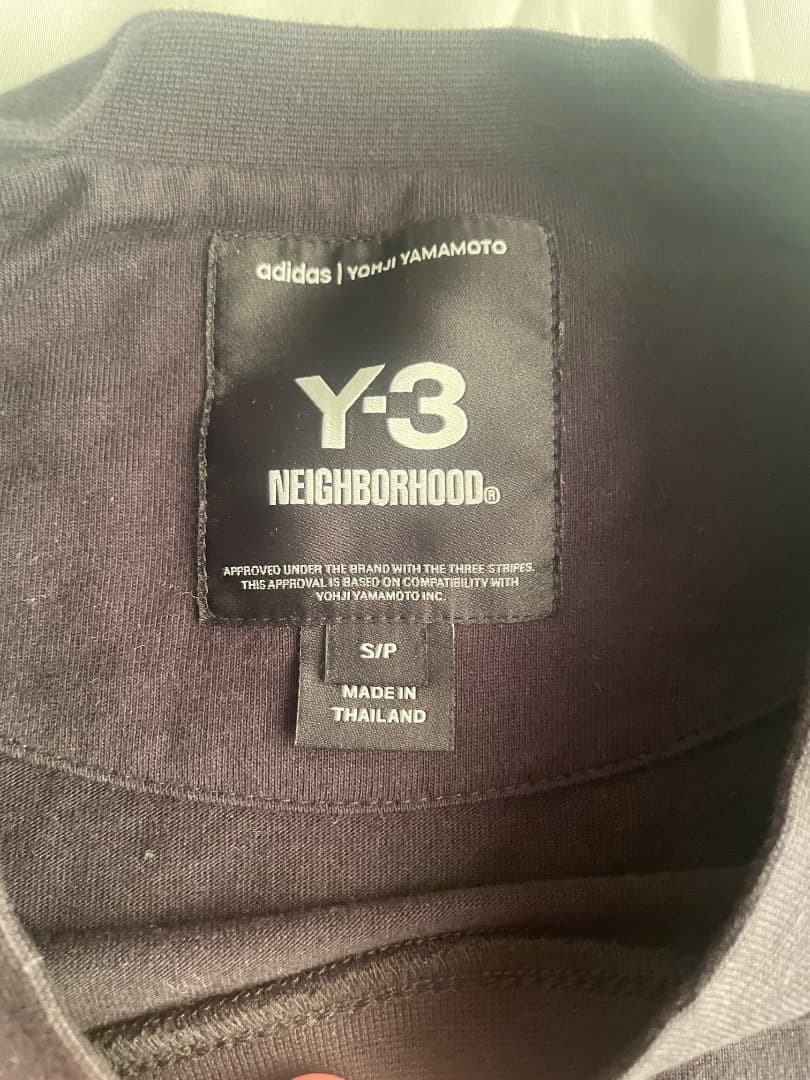 adidas | YOHJI YAMAMOTO
Y-3
NEIGHBORHOOD®
APPROVED UNDER THE BRAND WITH THE THREE STRIPES.
THIS APPROVAL IS BASED ON COMPATIBILITY WITH
YOHJI YAMAMOTO INC.
S/P
MADE IN
THAILAND